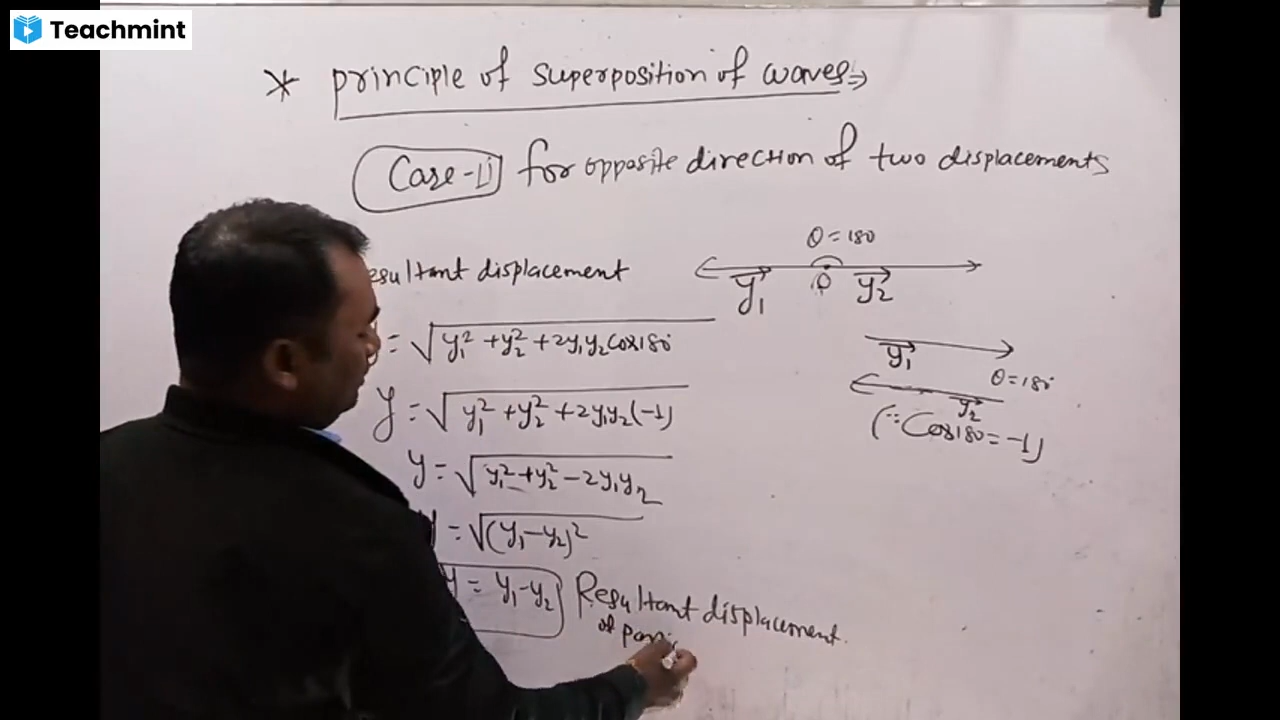 Teachmint
* principle of superposition of waves ⇒
Case-II for opposite direction of two displacements
θ = 180
Resultant displacement
y₁ O y₂
= √(y₁² + y₂² + 2y₁y₂ cos180°)
y₁
θ = 180°
y₂
y = √(y₁² + y₂² + 2y₁y₂(-1))
(∵ Cos180 = -1)
y = √(y₁² + y₂² - 2y₁y₂)
y = √(y₁ - y₂)²
y = y₁ - y₂ Resultant displacement
of